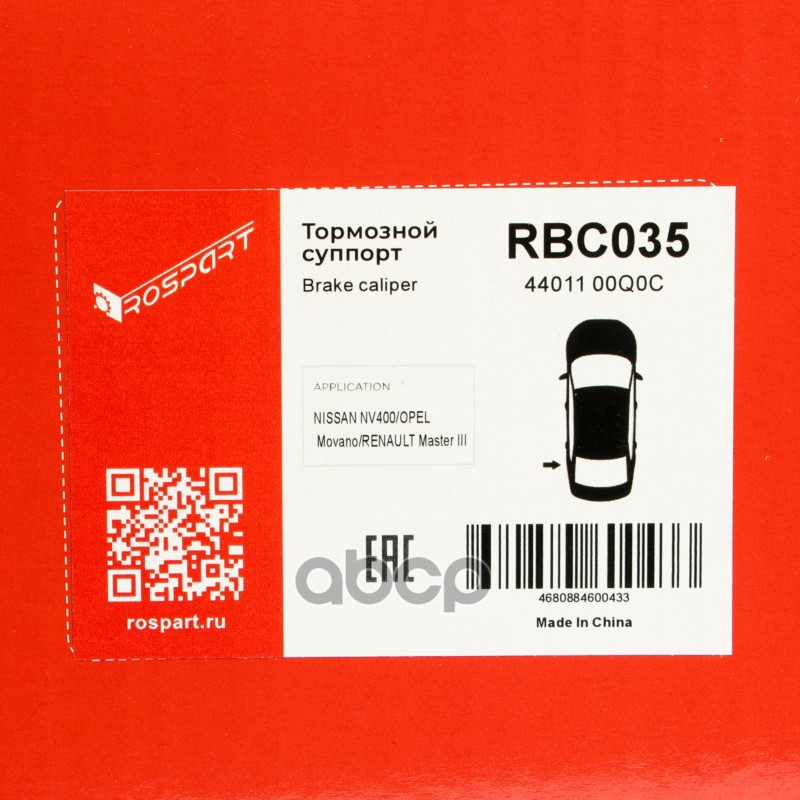 ROSPART
Тормозной
суппорт
Brake caliper
RBC035
44011 00Q0C
APPLICATION
NISSAN NV400/OPEL
Movano/RENAULT Master III
EAC
abcp
4680884600433
Made In China
rospart.ru